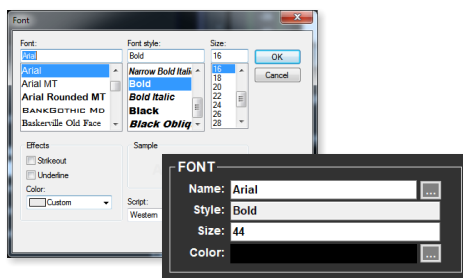 Font
Font: Font style: Size:
Arial Bold 16
Arial Narrow Bold Itali 16
Arial MT Bold 18
Arial Rounded MT Bold Italic 20
BankGothic Md Black 22
Baskerville Old Face Black Obliq 24
26
28
OK
Cancel
Effects
Strikeout
Underline
Color:
Custom
Sample
Script:
Western
FONT
Name: Arial ...
Style: Bold
Size: 44
Color: ...